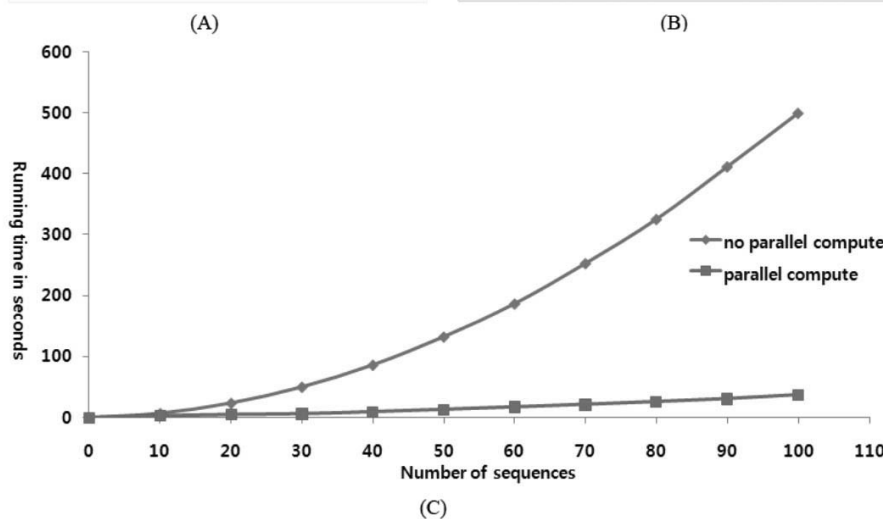 (A)
(B)
600
500
400
300
200
100
0
Running time in seconds
no parallel compute
parallel compute
0 10 20 30 40 50 60 70 80 90 100 110
Number of sequences
(C)